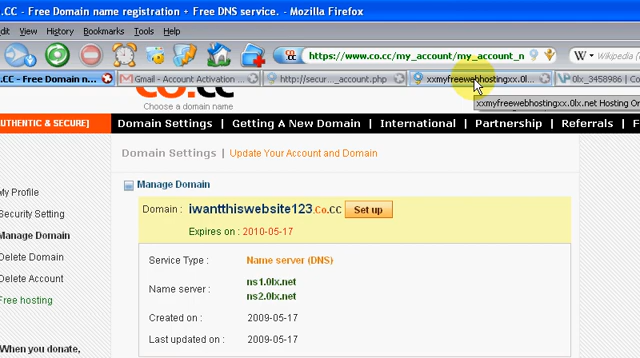 .CC - Free Domain name registration + Free DNS service. - Mozilla Firefox
View History Bookmarks Tools Help
https://www.co.cc/my_account/my_account_n
.CC - Free Domain n... Gmail - Account Activation http://secur..._account.php xxmyfreewebhostingxx.0l... 0lx_3458986 | Co
xxmyfreewebhostingxx.0lx.net Hosting On
co.cc
Choose a domain name
AUTHENTIC & SECURE] Domain Settings | Getting A New Domain | International | Partnership | Referrals | F
Domain Settings | Update Your Account and Domain
My Profile
Security Setting
Manage Domain
Delete Domain
Delete Account
Free hosting
When you donate,
Manage Domain
Domain : iwantthiswebsite123.Co.CC Set up
Expires on : 2010-05-17
Service Type : Name server (DNS)
Name server : ns1.0lx.net
ns2.0lx.net
Created on : 2009-05-17
Last updated on : 2009-05-17